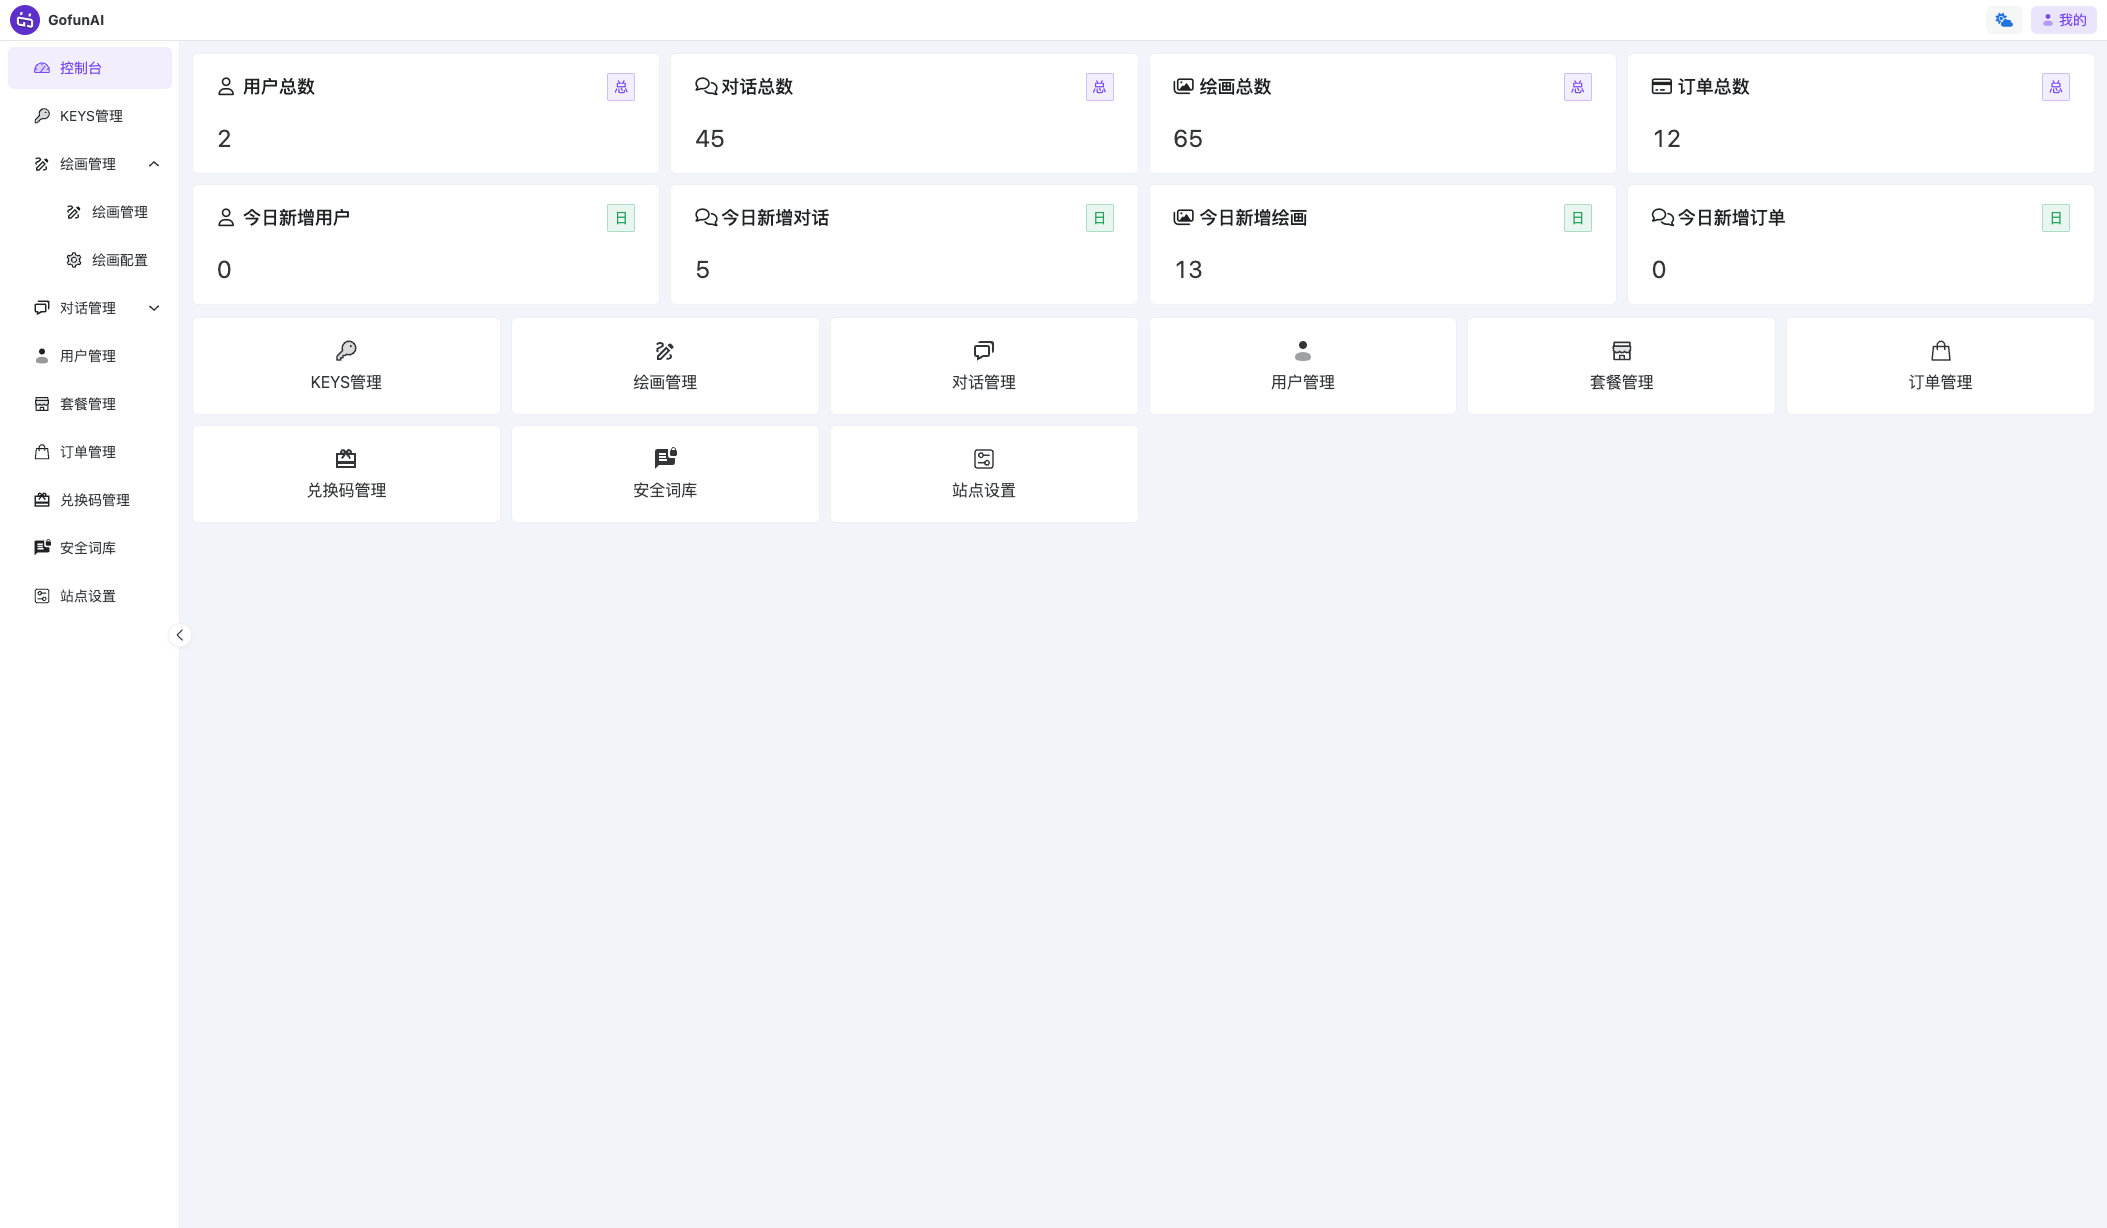 GofunAI
我的
控制台
KEYS管理
绘画管理
绘画管理
绘画配置
对话管理
用户管理
套餐管理
订单管理
兑换码管理
安全词库
站点设置
用户总数 总
2
对话总数 总
45
绘画总数 总
65
订单总数 总
12
今日新增用户 日
0
今日新增对话 日
5
今日新增绘画 日
13
今日新增订单 日
0
KEYS管理
绘画管理
对话管理
用户管理
套餐管理
订单管理
兑换码管理
安全词库
站点设置